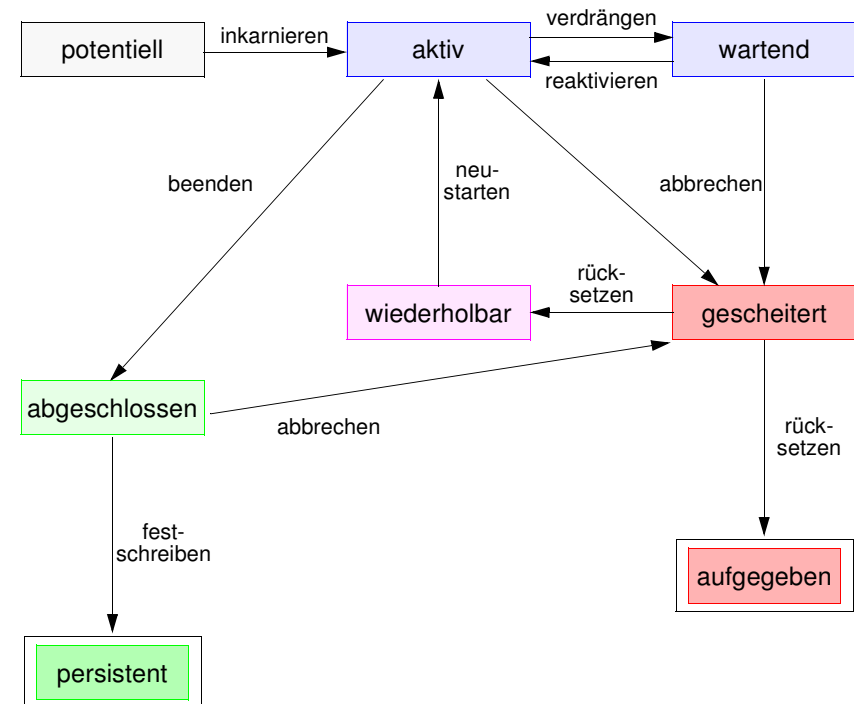 verdrängen
potentiell
inkarnieren
aktiv
wartend
reaktivieren
beenden
neu-
starten
abbrechen
rück-
setzen
wiederholbar
gescheitert
abgeschlossen
abbrechen
rück-
setzen
fest-
schreiben
aufgegeben
persistent